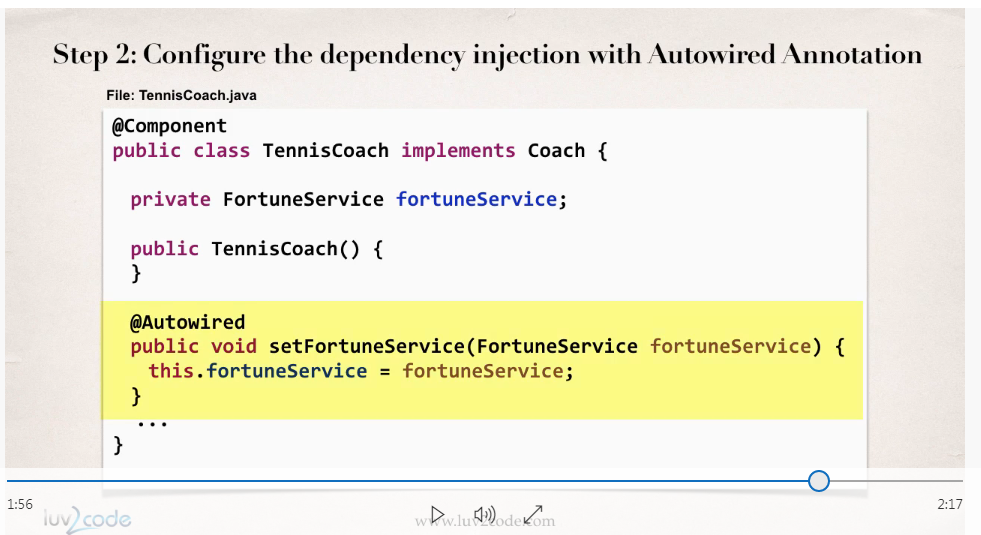 Step 2: Configure the dependency injection with Autowired Annotation
File: TennisCoach.java
@Component
public class TennisCoach implements Coach {
private FortuneService fortuneService;
public TennisCoach() {
}
@Autowired
public void setFortuneService(FortuneService fortuneService) {
this.fortuneService = fortuneService;
}
...
}
1:56
2:17
luv2code
www.luv2code.com